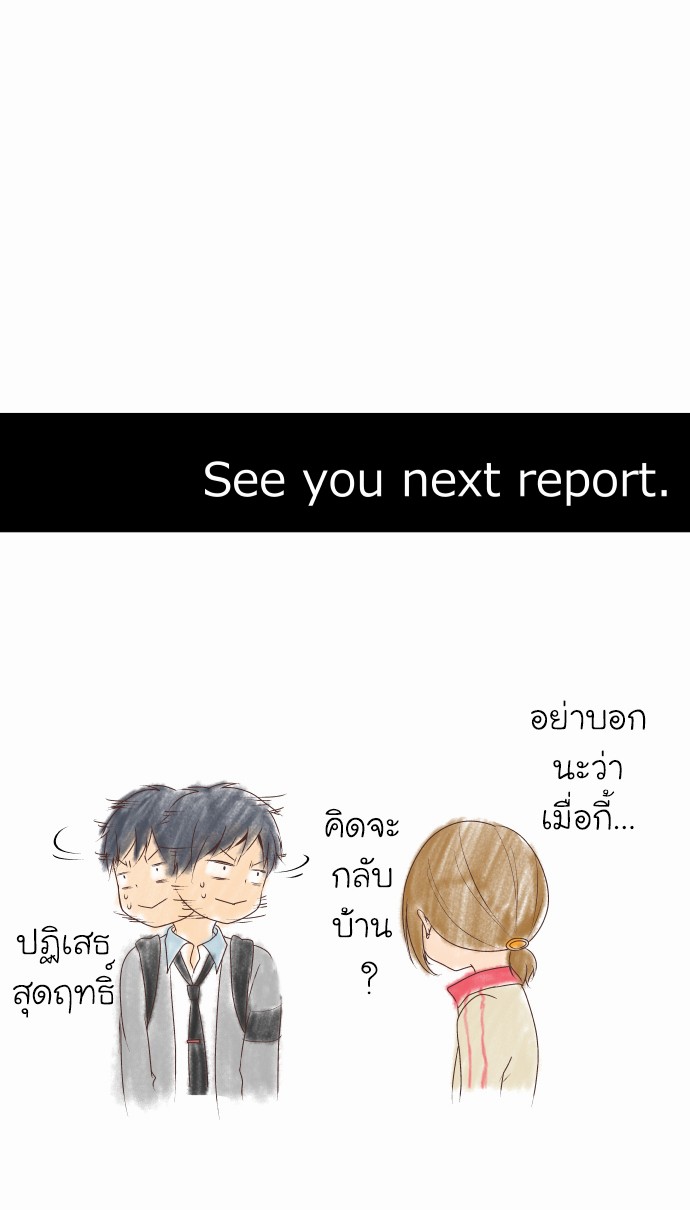 See you next report.
อย่าบอก
นะว่า
เมื่อกี้...
คิดจะ
กลับ
บ้าน
?
ปฏิเสธ
สุดฤทธิ์